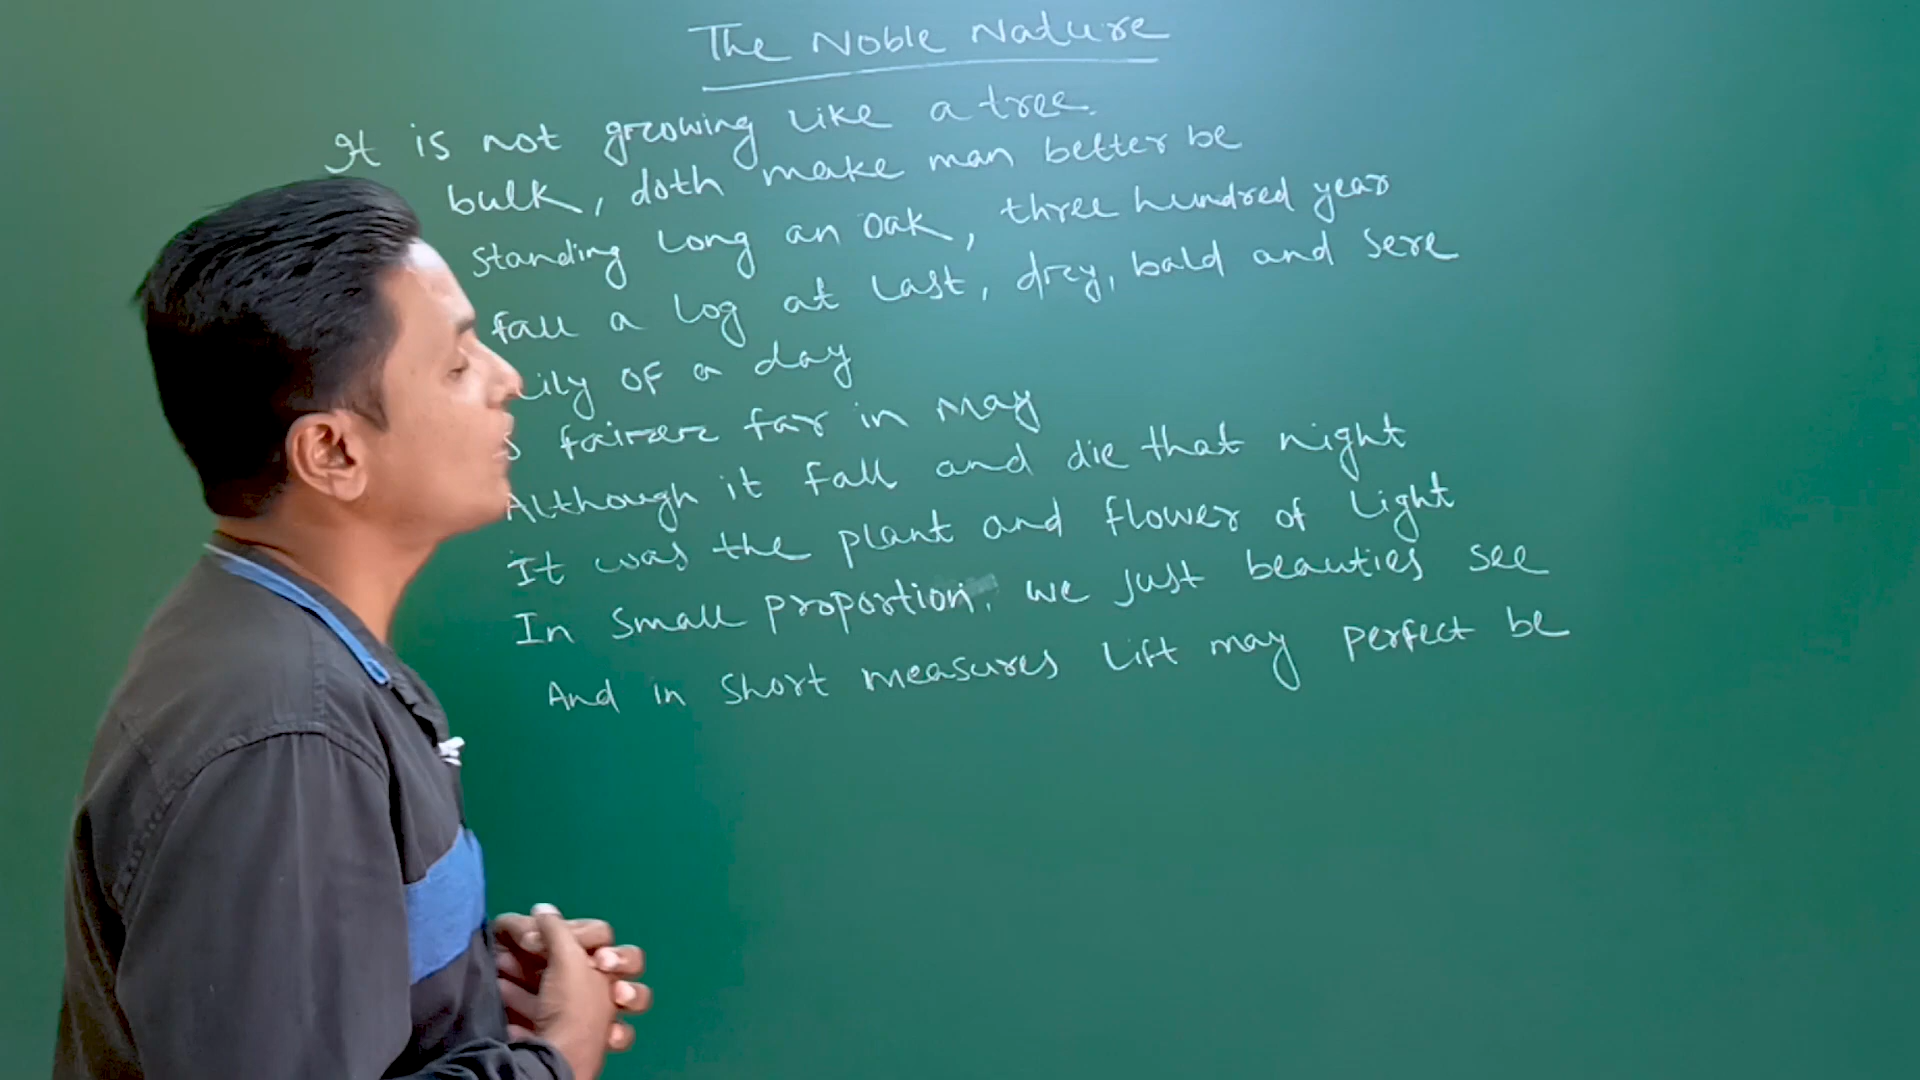 The Noble Nature
It is not growing like a tree.
bulk, doth make man better be
standing long an oak, three hundred year
fall a log at last, drey, bald and sere
lily of a day
fairer far in May
Although it fall and die that night
It was the plant and flower of light
In small proportion, we just beauties see
And in short measures lift may perfect be